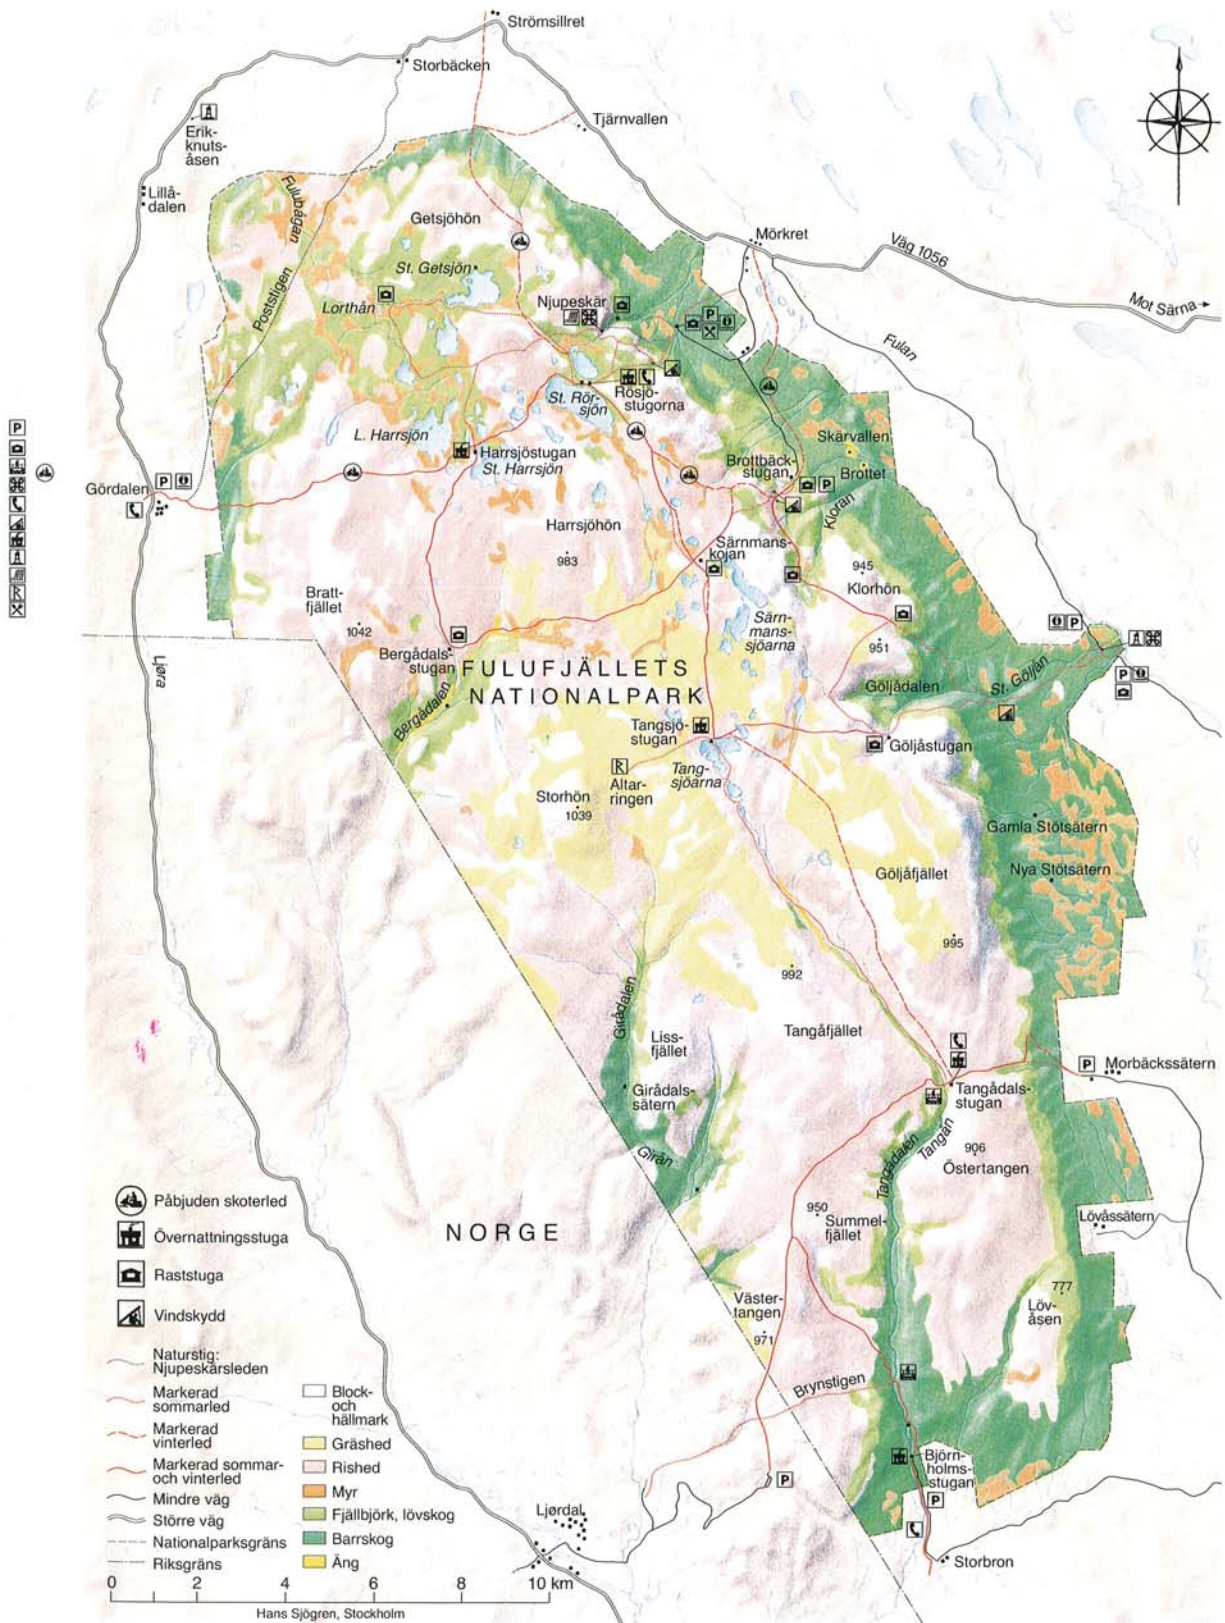 Strömsillret
Storbäcken
Tjärnvallen
Erik-
knuts-
åsen
Lillå-
dalen
Fulubågan
Poststigen
Getsjöhön
St. Getsjön
Lorthån
Njupeskär
Mörkret
Väg 1056
Mot Särna
Fulan
P
St. Rör-
sjön
Rösjö-
stugorna
L. Harrsjön
Harrsjöstugan
St. Harrsjön
Skärvallen
Brottbäck-
stugan
Brottet
P
Klorån
P
Gördalen
P
Harrsjöhön
983
Särnmans-
kojan
945
Klorhön
Bratt-
fjället
1042
Särn-
mans-
sjöarna
951
Bergådals-
stugan
P
P
Ljøra
FULUFJÄLLETS
NATIONALPARK
Bergådalen
Göljådalen
St. Göljån
Tangsjö-
stugan
Göljåstugan
R
R
Altar-
ringen
Tang-
sjöarna
Storhön
1039
Gamla Stötsätern
Göljåfjället
Nya Stötsätern
995
992
Girådalen
Liss-
fjället
Tangåfjället
Girådals-
sätern
Girån
P
Morbäckssätern
Tangådals-
stugan
Tangådalen
Tangån
906
Östertangen
950
Summel-
fjället
Lövåssätern
NORGE
777
Löv-
åsen
Väster-
tangen
971
Brynstigen
Björn-
holms-
stugan
P
P
Ljørdal
Storbron
Påbjuden skoterled
Övernattningsstuga
Raststuga
Vindskydd
Naturstig:
Njupeskärsleden
Markerad
sommarled
Markerad
vinterled
Markerad sommar-
och vinterled
Mindre väg
Större väg
Nationalparksgräns
Riksgräns
Block-
och
hällmark
Gräshed
Rished
Myr
Fjällbjörk, lövskog
Barrskog
Äng
0 2 4 6 8 10 km
Hans Sjögren, Stockholm